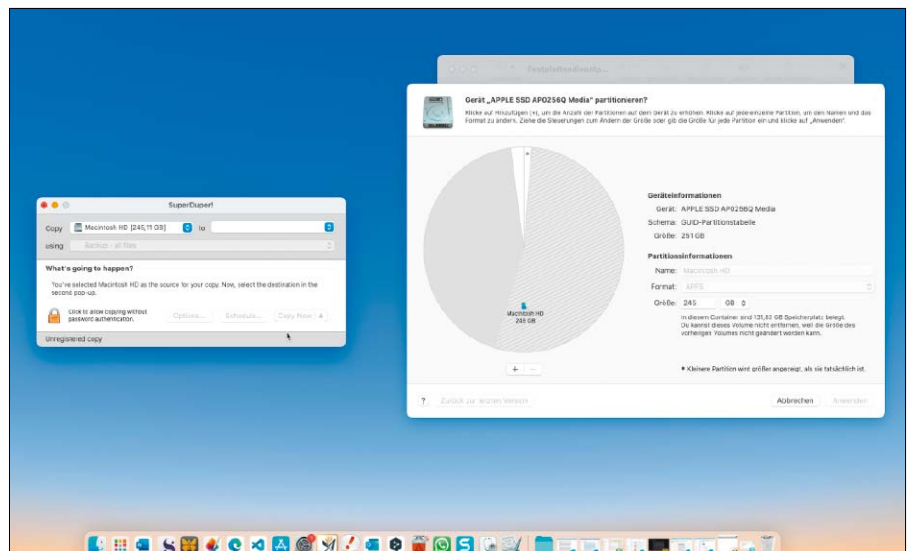 SuperDuper!
Copy Macintosh HD [245,11 GB] to
using Backup - all files
What's going to happen?
You've selected Macintosh HD as the source for your copy. Now, select the destination in the
second pop-up.
Click to allow copying without
password authentication.
Options... Schedule... Copy Now
Unregistered copy
Gerät „APPLE SSD AP0256Q Media“ partitionieren?
Klicke auf Hinzufügen (+), um die Anzahl der Partitionen auf dem Gerät zu erhöhen. Klicke auf jede einzelne Partition, um den Namen und das
Format zu ändern. Ziehe die Steuerungen zum Ändern der Größe oder gib die Größe für jede Partition ein und klicke auf „Anwenden“.
*
Macintosh HD
245 GB
+ −
Geräteinformationen
Gerät: APPLE SSD AP0256Q Media
Schema: GUID-Partitionstabelle
Größe: 251 GB
Partitionsinformationen
Name: Macintosh HD
Format: APFS
Größe: 245 GB
In diesem Container sind 131,83 GB Speicherplatz belegt.
Du kannst dieses Volume nicht entfernen, weil die Größe des
vorherigen Volumes nicht geändert werden kann.
* Kleinere Partition wird größer angezeigt, als sie tatsächlich ist.
? Zurück zur letzten Version
Abbrechen Anwenden